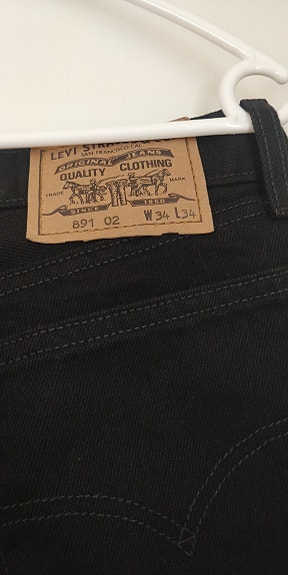 LEVI STRAUSS & CO.
SAN FRANCISCO, CAL.
ORIGINAL JEANS
QUALITY CLOTHING
TRADE MARK
SINCE 1850
891 02 W34 L34